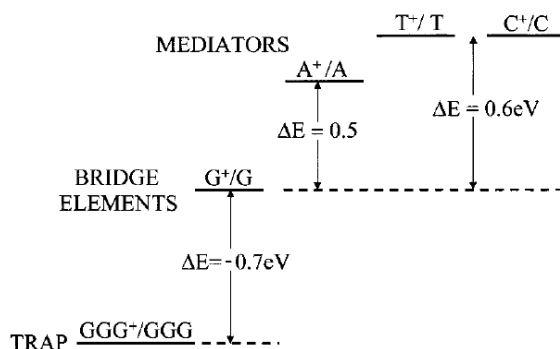 T⁺/ T C⁺/C
MEDIATORS
A⁺/A
ΔE = 0.5
ΔE = 0.6eV
BRIDGE
ELEMENTS
G⁺/G
ΔE=-0.7eV
TRAP GGG⁺/GGG